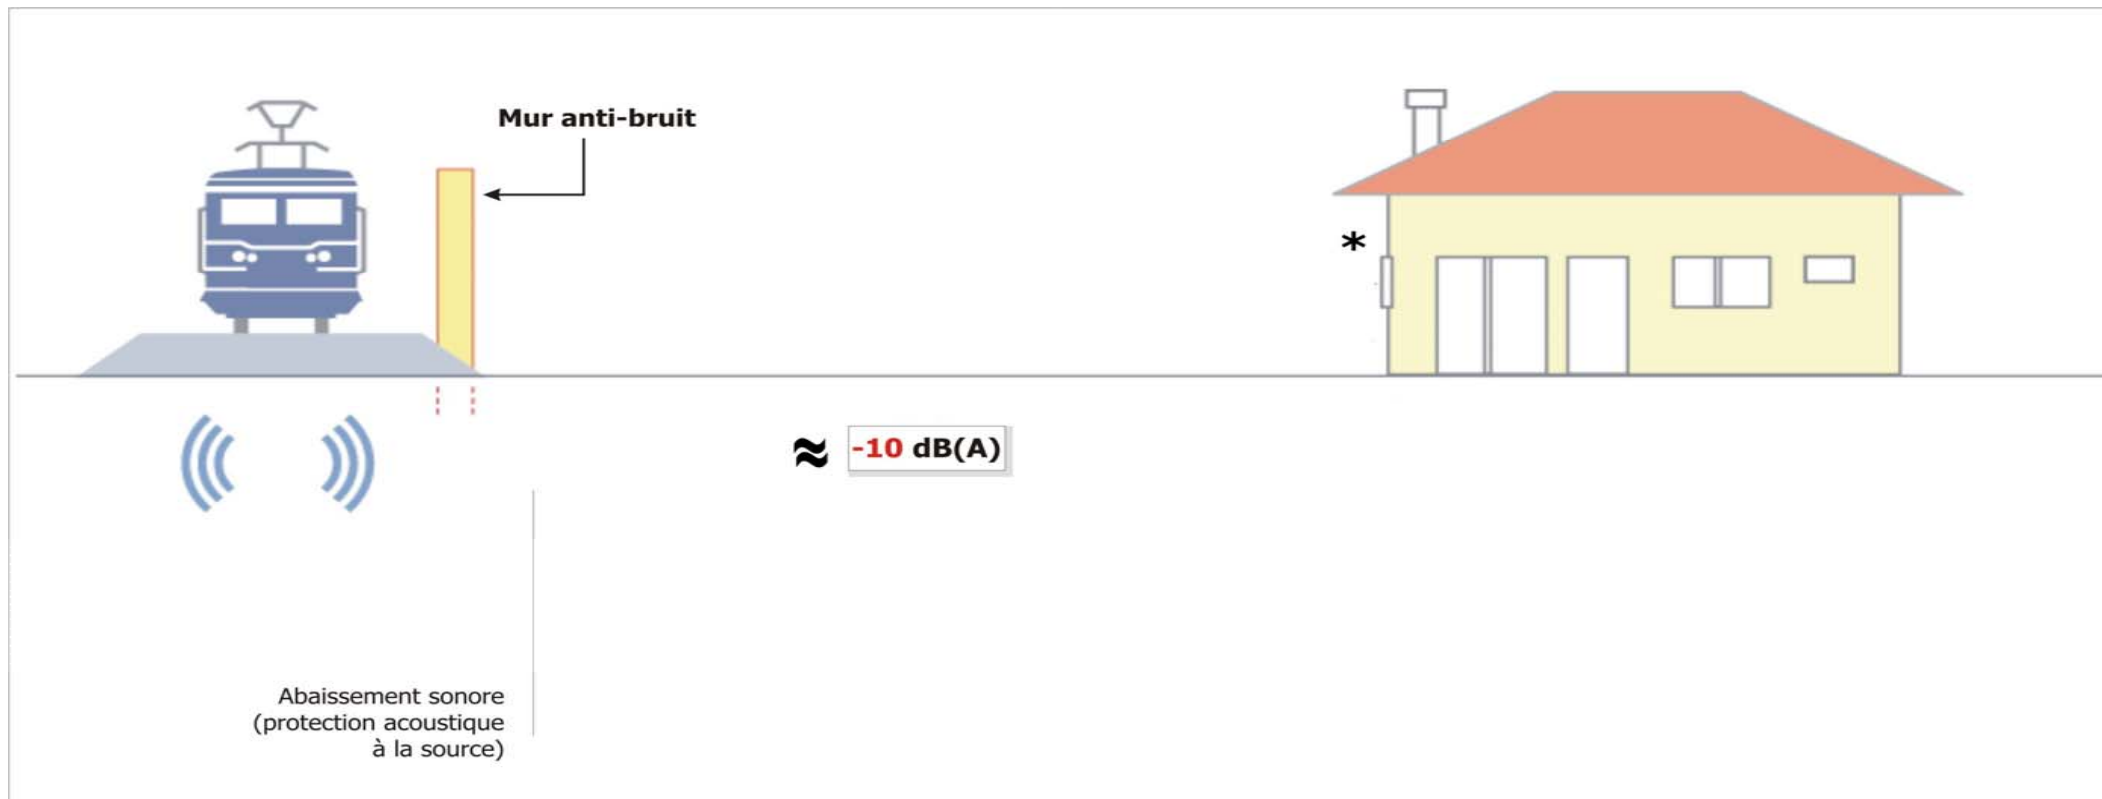 Mur anti-bruit
*
≈ -10 dB(A)
Abaissement sonore
(protection acoustique
à la source)